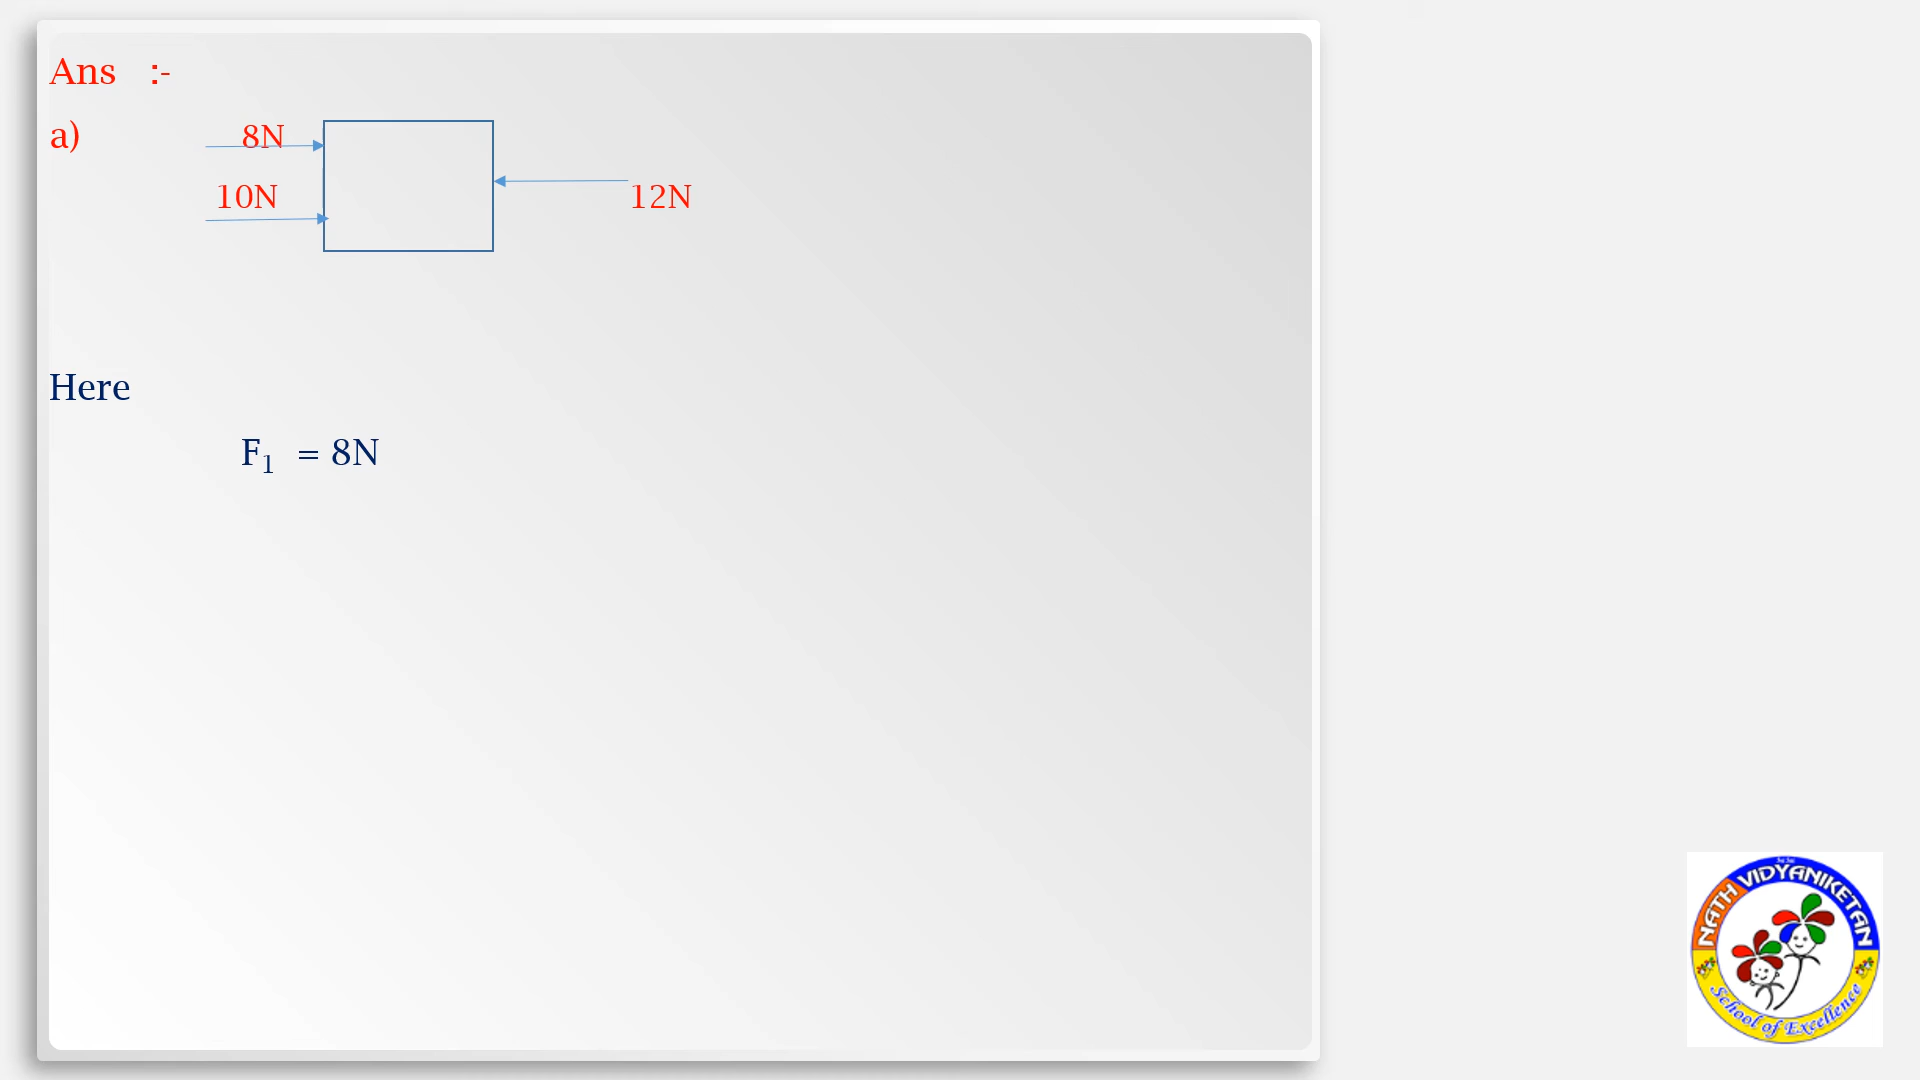 Ans :-
a) 8N
10N
12N
Here
F₁ = 8N
NATH VIDYANIKETAN
School of Excellence